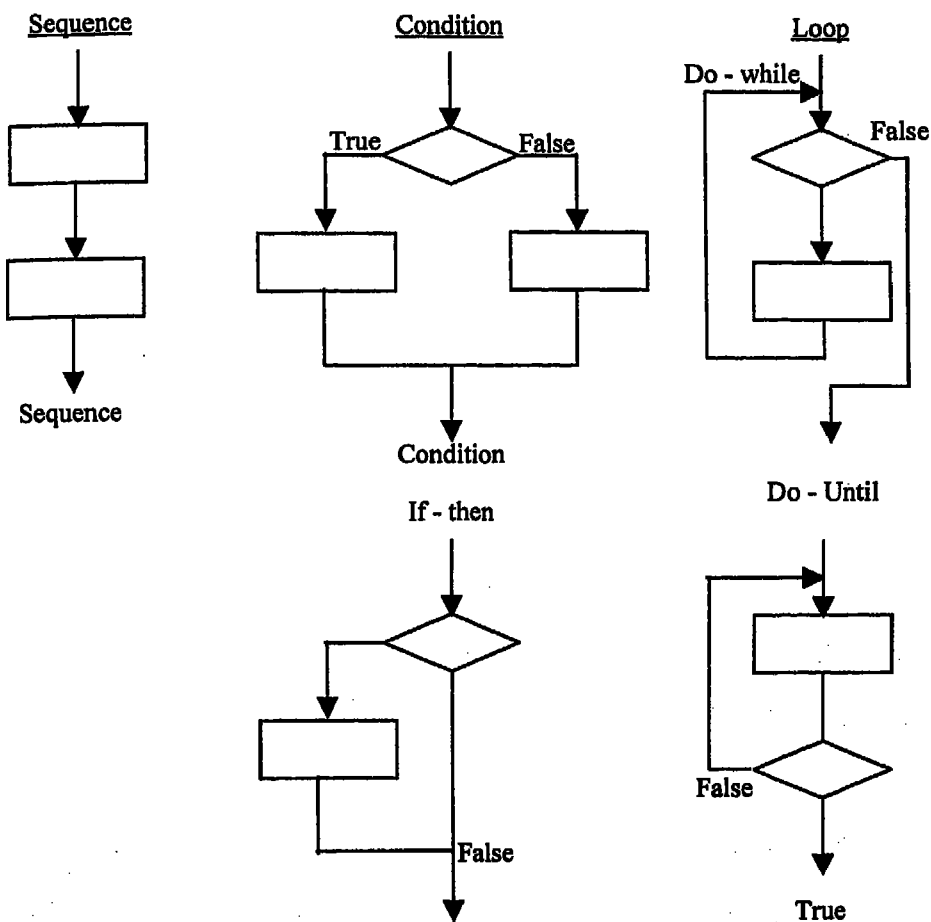 Sequence
Condition
Loop
Do - while
True
False
False
Sequence
Condition
If - then
Do - Until
False
False
True